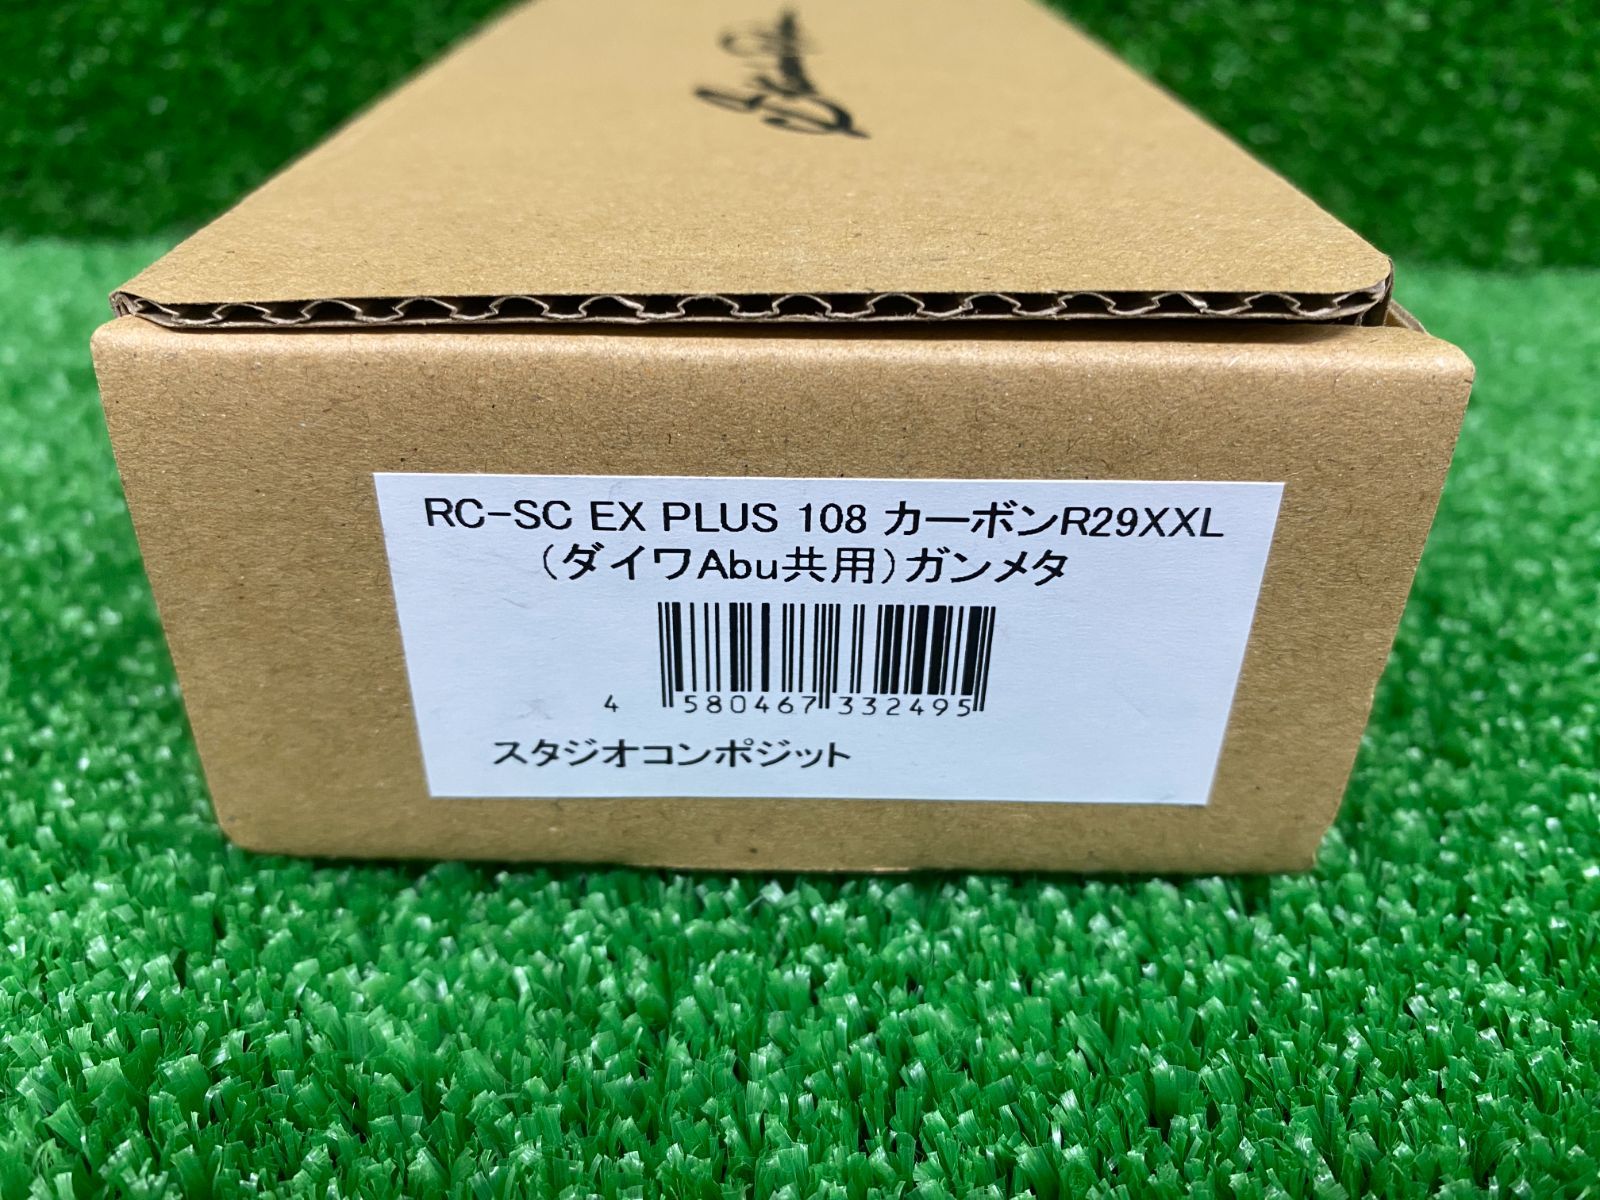 RC-SC EX PLUS 108 カーボンR29XXL
(ダイワAbu共用)ガンメタ
4 580467 332495
スタジオコンポジット